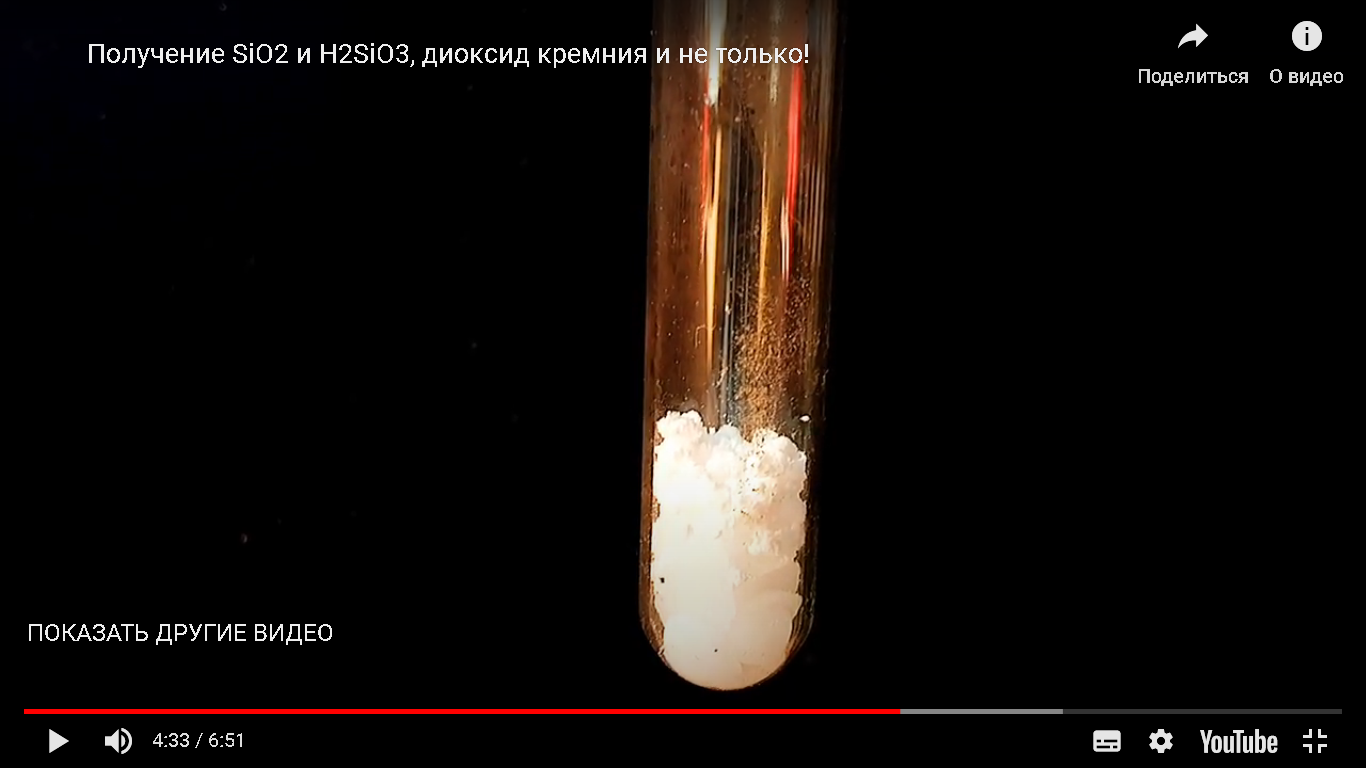 Получение SiO2 и H2SiO3, диоксид кремния и не только!
Поделиться
О видео
ПОКАЗАТЬ ДРУГИЕ ВИДЕО
4:33 / 6:51
YouTube